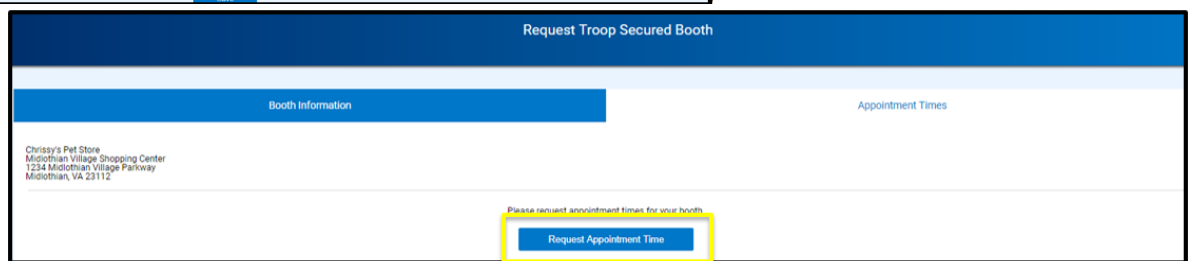 Request Troop Secured Booth
Booth Information
Appointment Times
Chrissy's Pet Store
Midlothian Village Shopping Center
1234 Midlothian Village Parkway
Midlothian, VA 23112
Please request appointment times for your booth
Request Appointment Time